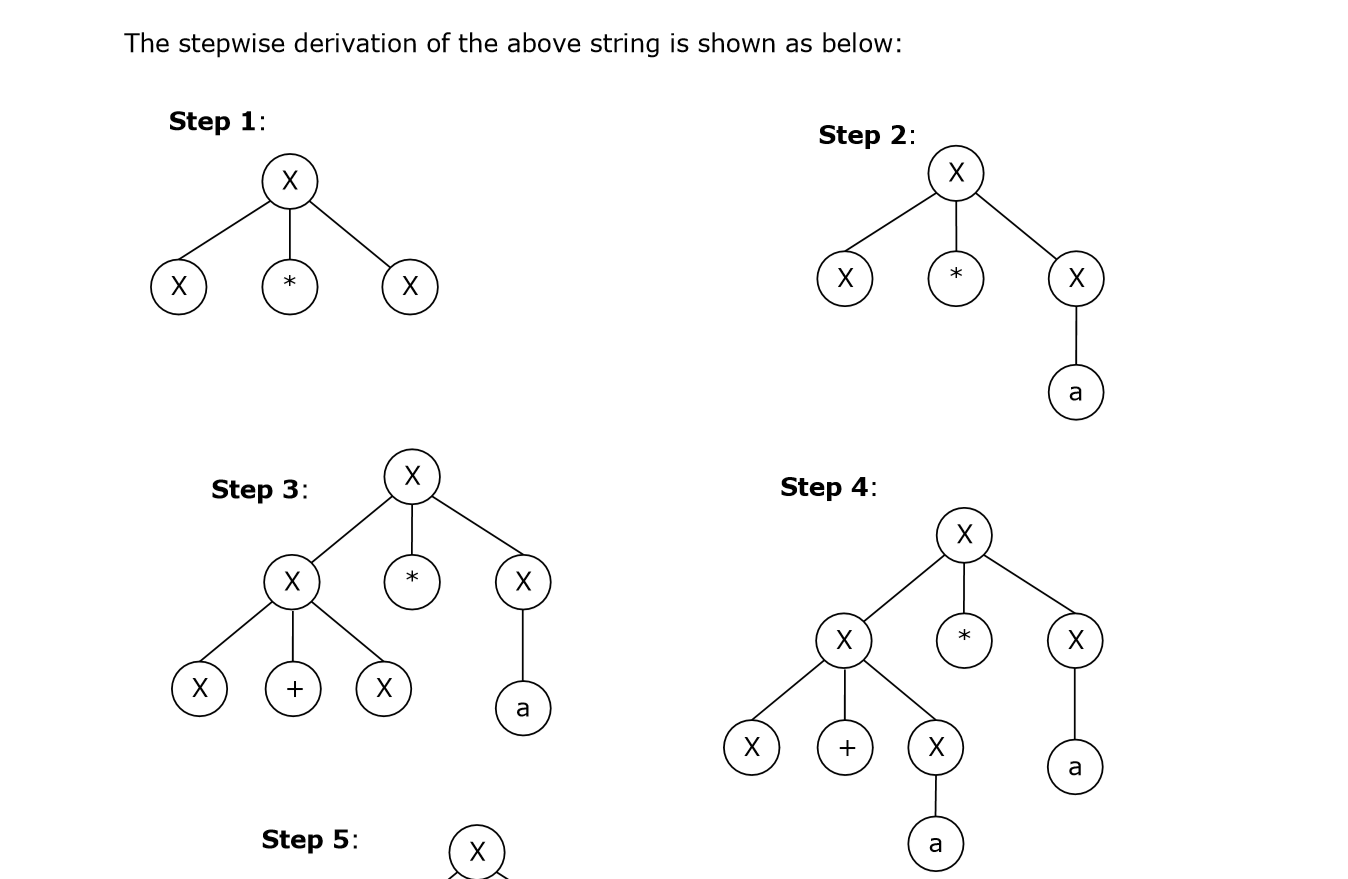 The stepwise derivation of the above string is shown as below:
Step 1:
X
X * X
Step 2:
X
X * X
a
Step 3:
X
X * X
X + X
a
Step 4:
X
X * X
X + X
a
a
Step 5:
X